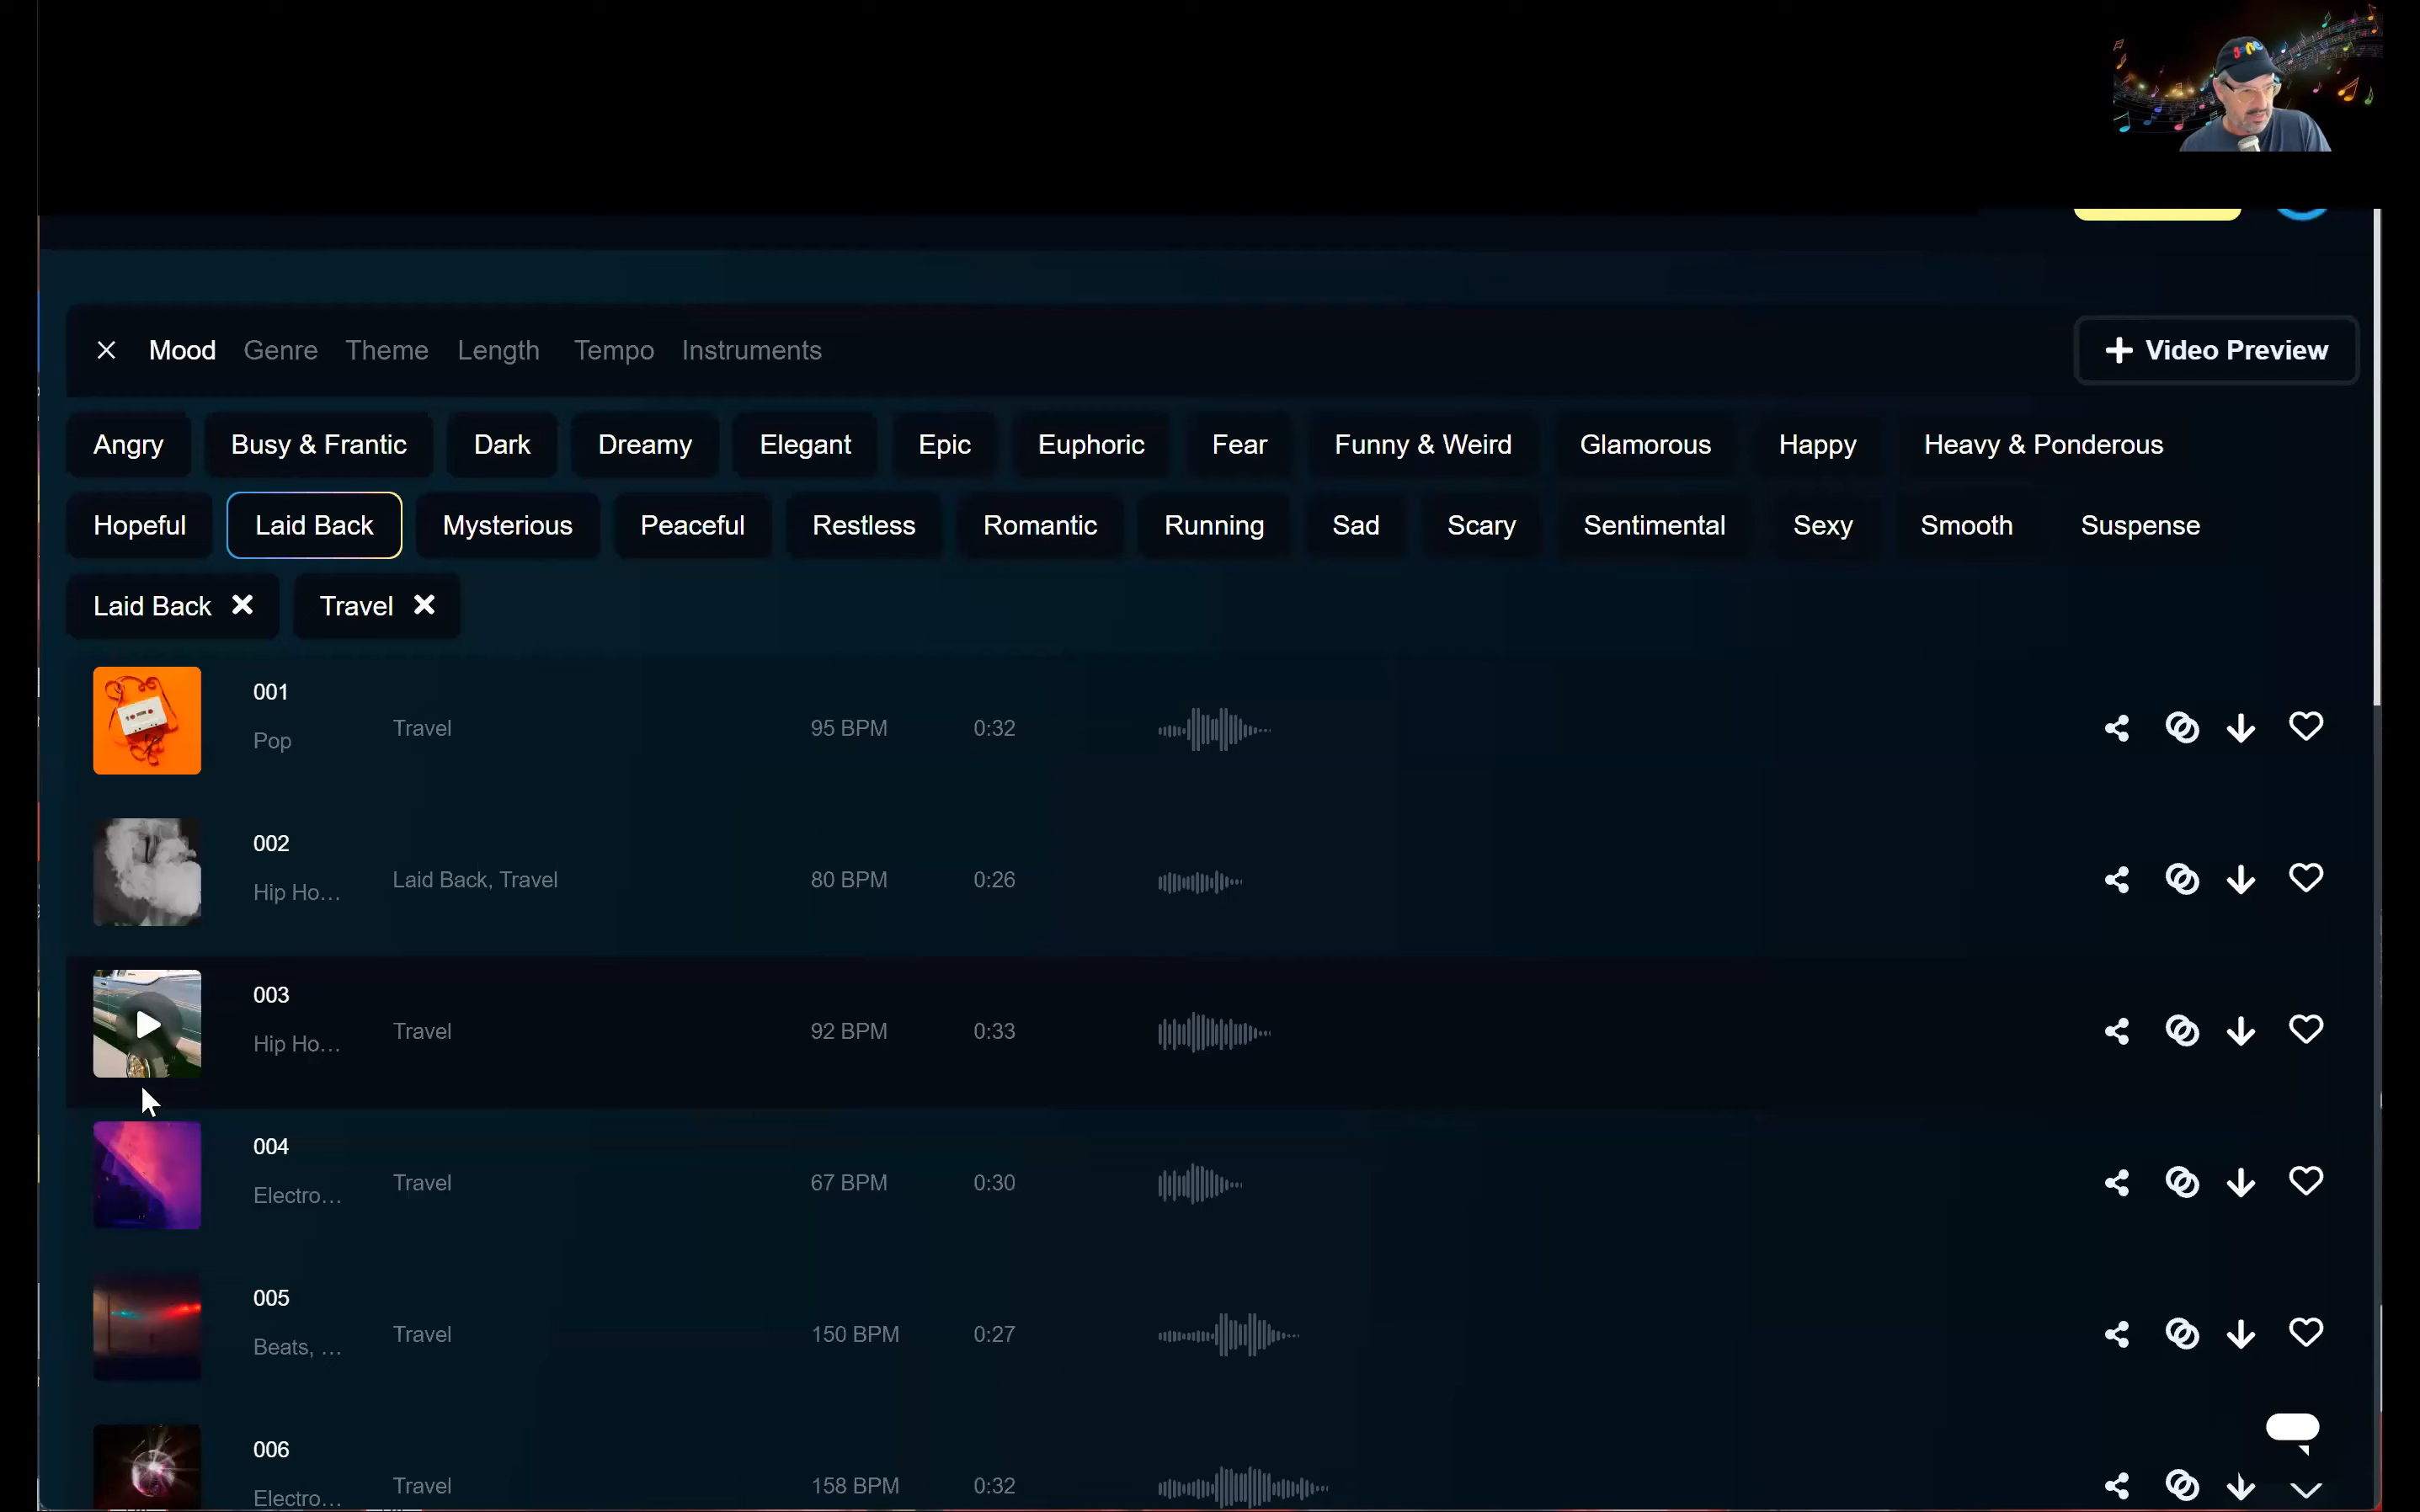 Mood Genre Theme Length Tempo Instruments
Video Preview
Angry Busy & Frantic Dark Dreamy Elegant Epic Euphoric Fear Funny & Weird Glamorous Happy Heavy & Ponderous
Hopeful Laid Back Mysterious Peaceful Restless Romantic Running Sad Scary Sentimental Sexy Smooth Suspense
Laid Back Travel
001
Pop Travel 95 BPM 0:32
002
Hip Ho... Laid Back, Travel 80 BPM 0:26
003
Hip Ho... Travel 92 BPM 0:33
004
Electro... Travel 67 BPM 0:30
005
Beats, ... Travel 150 BPM 0:27
006
Electro... Travel 158 BPM 0:32